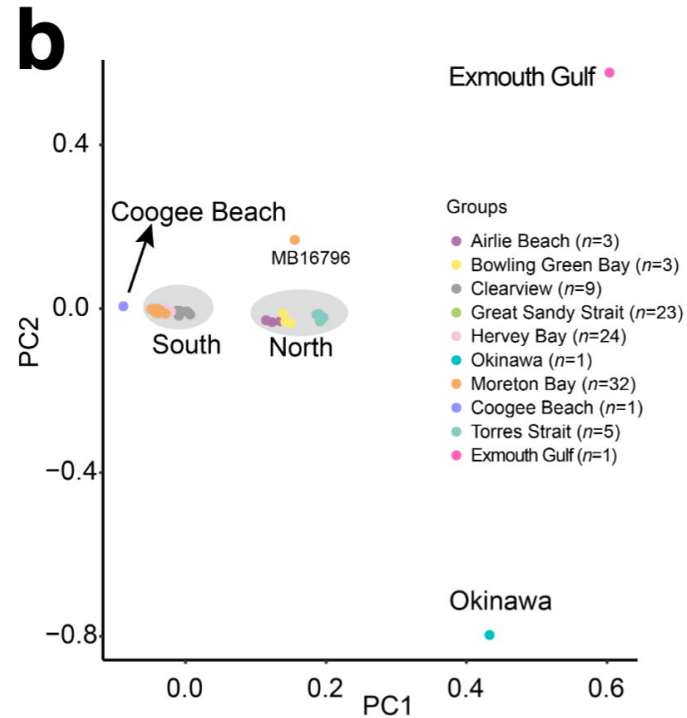 b
Exmouth Gulf
0.4
Coogee Beach
Groups
MB16796
Airlie Beach (n=3)
Bowling Green Bay (n=3)
Clearview (n=9)
Great Sandy Strait (n=23)
Hervey Bay (n=24)
Okinawa (n=1)
Moreton Bay (n=32)
Coogee Beach (n=1)
Torres Strait (n=5)
Exmouth Gulf (n=1)
0.0
South
North
PC2
−0.4
Okinawa
−0.8
0.0 0.2 0.4 0.6
PC1